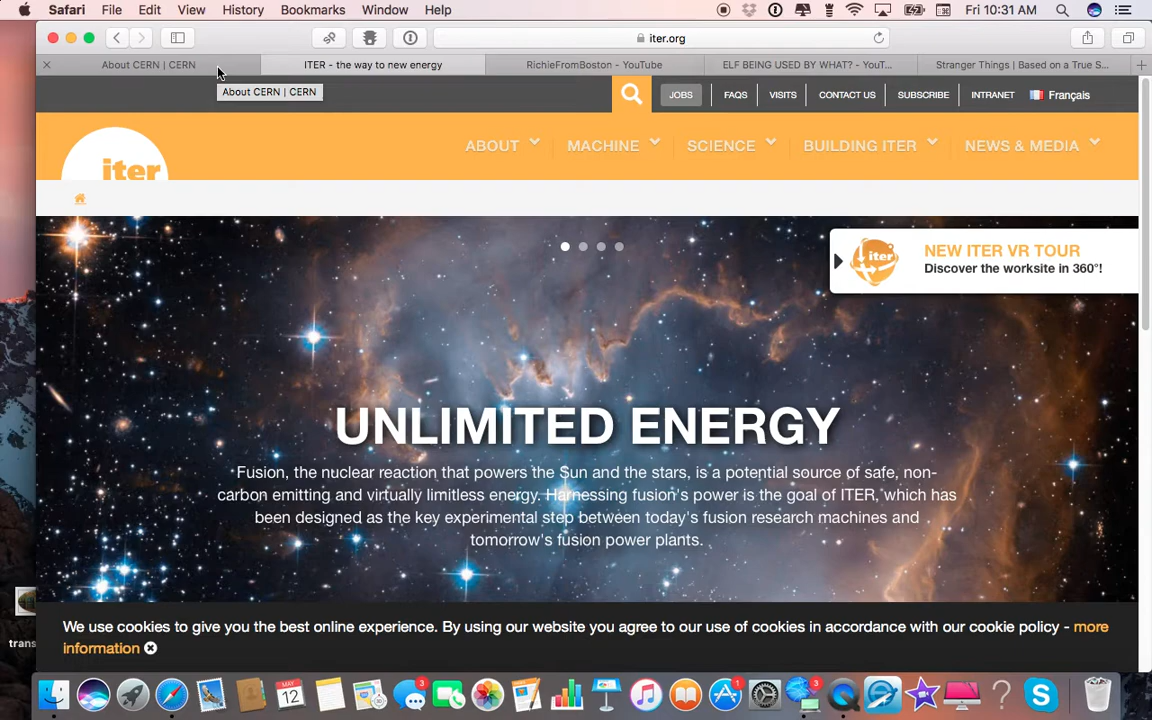 Safari File Edit View History Bookmarks Window Help Fri 10:31 AM
iter.org
About CERN | CERN ITER - the way to new energy RichieFromBoston - YouTube ELF BEING USED BY WHAT? - YouT... Stranger Things | Based on a True S...
About CERN | CERN
JOBS FAQS VISITS CONTACT US SUBSCRIBE INTRANET Français
iter ABOUT MACHINE SCIENCE BUILDING ITER NEWS & MEDIA
iter NEW ITER VR TOUR
Discover the worksite in 360°!
UNLIMITED ENERGY
Fusion, the nuclear reaction that powers the Sun and the stars, is a potential source of safe, non-
carbon emitting and virtually limitless energy. Harnessing fusion's power is the goal of ITER, which has
been designed as the key experimental step between today's fusion research machines and
tomorrow's fusion power plants.
We use cookies to give you the best online experience. By using our website you agree to our use of cookies in accordance with our cookie policy - more
information
trans
MAY
12
3
1
3